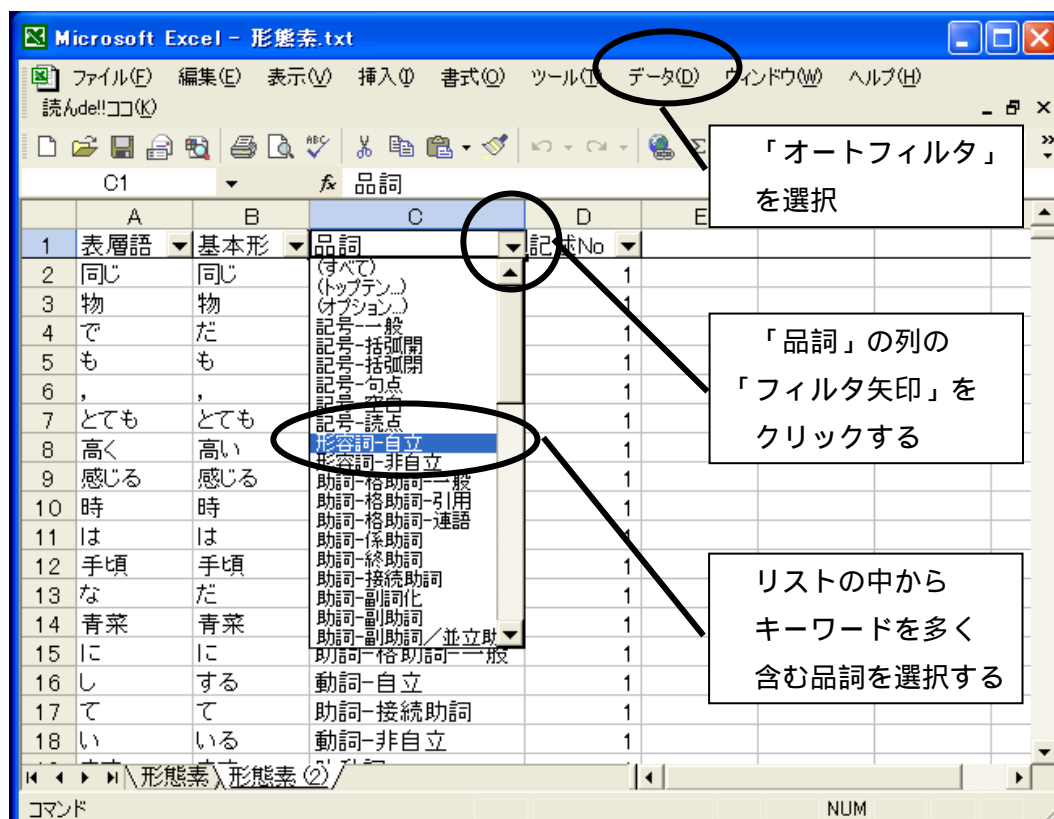 Microsoft Excel - 形態素.txt
ファイル(F) 編集(E) 表示(V) 挿入(I) 書式(O) ツール(T) データ(D) ウィンドウ(W) ヘルプ(H)
読んde!!ココ(K)
「オートフィルタ」
を選択
C1 fx 品詞
A B C D E
1 表層語 基本形 品詞 記述No
2 同じ 同じ 1
3 物 物 1
4 で だ 1
5 も も 1
6 , , 1
7 とても とても 1
8 高く 高い 1
9 感じる 感じる 1
10 時 時 1
11 は は 1
12 手頃 手頃 1
13 な だ 1
14 青菜 青菜 1
15 に に 助詞-格助詞-一般 1
16 し する 動詞-自立 1
17 て て 助詞-接続助詞 1
18 い いる 動詞-非自立 1
(すべて)
(トップテン...)
(オプション...)
記号-一般
記号-括弧開
記号-括弧閉
記号-句点
記号-空白
記号-読点
形容詞-自立
形容詞-非自立
助詞-格助詞-一般
助詞-格助詞-引用
助詞-格助詞-連語
助詞-係助詞
助詞-終助詞
助詞-接続助詞
助詞-副詞化
助詞-副助詞
助詞-副助詞／並立助
「品詞」の列の
「フィルタ矢印」を
クリックする
リストの中から
キーワードを多く
含む品詞を選択する
形態素 形態素 (2)
コマンド NUM